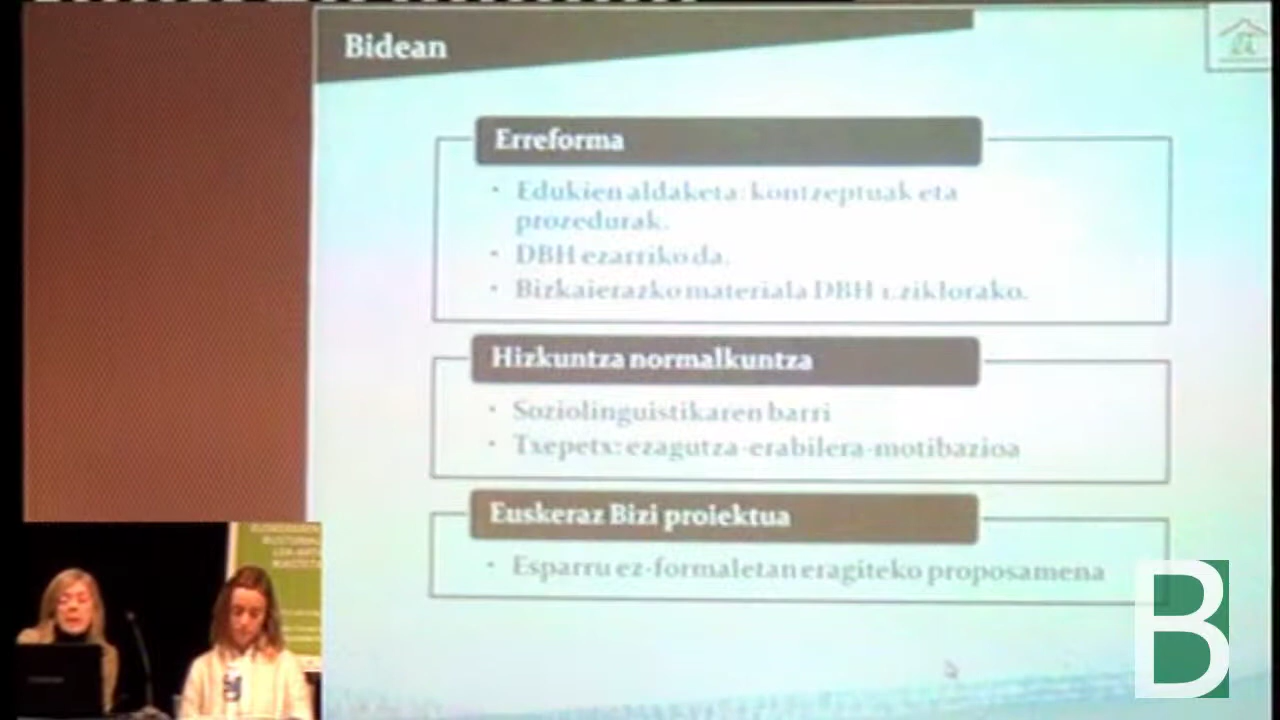 Bidean
Erreforma
• Edukien aldaketa: kontzeptuak eta
prozedurak.
• DBH ezarriko da.
• Bizkaierazko materiala DBH 1. ziklorako.
Hizkuntza normalkuntza
• Soziolinguistikaren barri
• Txepetx: ezagutza-erabilera-motibazioa
Euskeraz Bizi proiektua
• Esparru ez-formaletan eragiteko proposamena
B